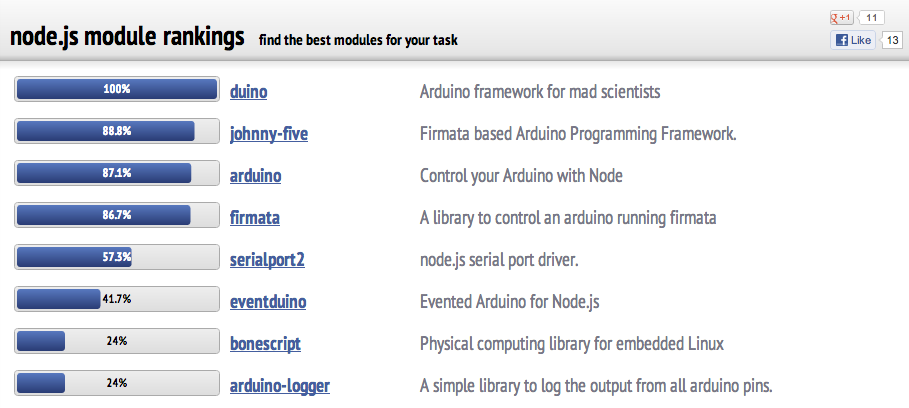 node.js module rankings find the best modules for your task
+1 11
Like 13
100% duino Arduino framework for mad scientists
88.8% johnny-five Firmata based Arduino Programming Framework.
87.1% arduino Control your Arduino with Node
86.7% firmata A library to control an arduino running firmata
57.3% serialport2 node.js serial port driver.
41.7% eventduino Evented Arduino for Node.js
24% bonescript Physical computing library for embedded Linux
24% arduino-logger A simple library to log the output from all arduino pins.